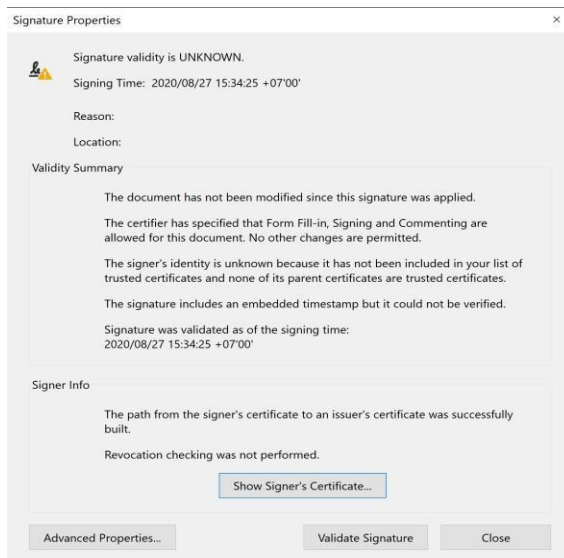 Signature Properties
Signature validity is UNKNOWN.
Signing Time: 2020/08/27 15:34:25 +07'00'
Reason:
Location:
Validity Summary
The document has not been modified since this signature was applied.
The certifier has specified that Form Fill-in, Signing and Commenting are
allowed for this document. No other changes are permitted.
The signer's identity is unknown because it has not been included in your list of
trusted certificates and none of its parent certificates are trusted certificates.
The signature includes an embedded timestamp but it could not be verified.
Signature was validated as of the signing time:
2020/08/27 15:34:25 +07'00'
Signer Info
The path from the signer's certificate to an issuer's certificate was successfully
built.
Revocation checking was not performed.
Show Signer's Certificate...
Advanced Properties...
Validate Signature
Close